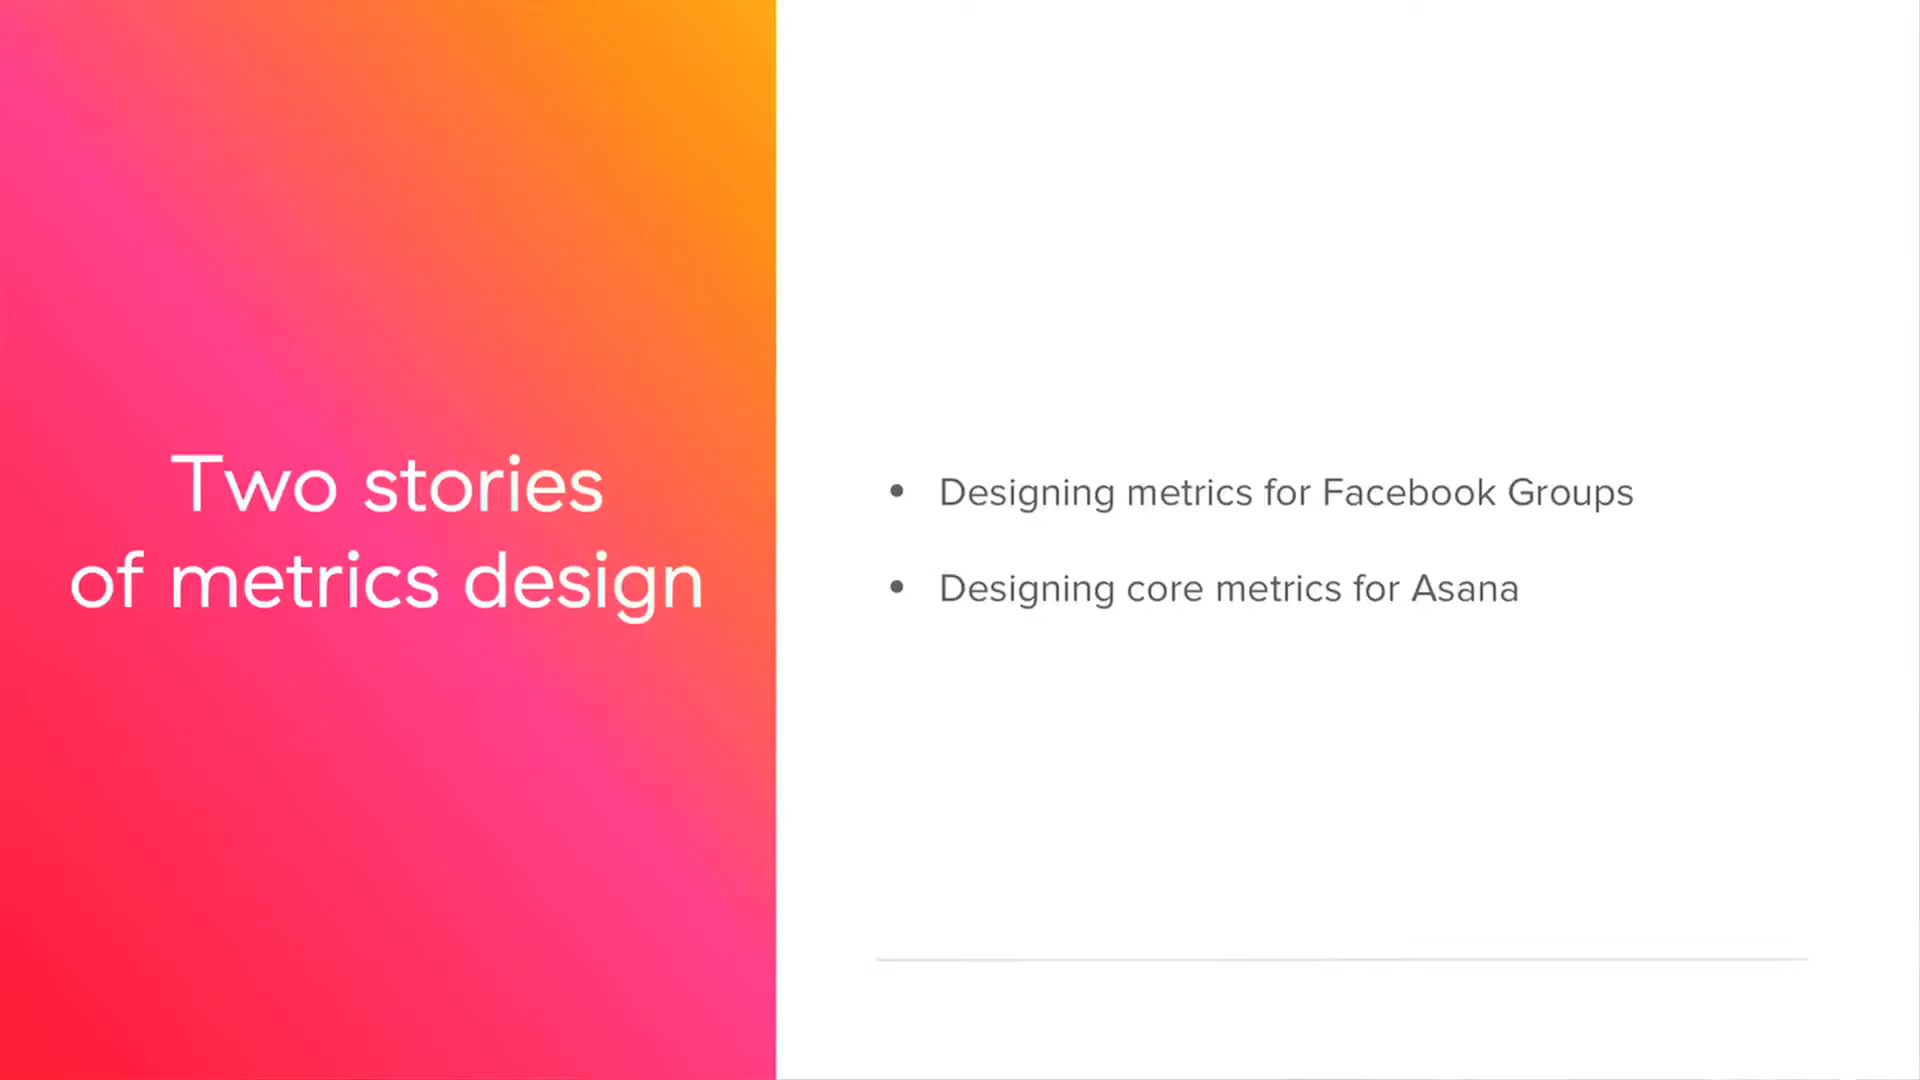 Two stories
of metrics design
• Designing metrics for Facebook Groups
• Designing core metrics for Asana